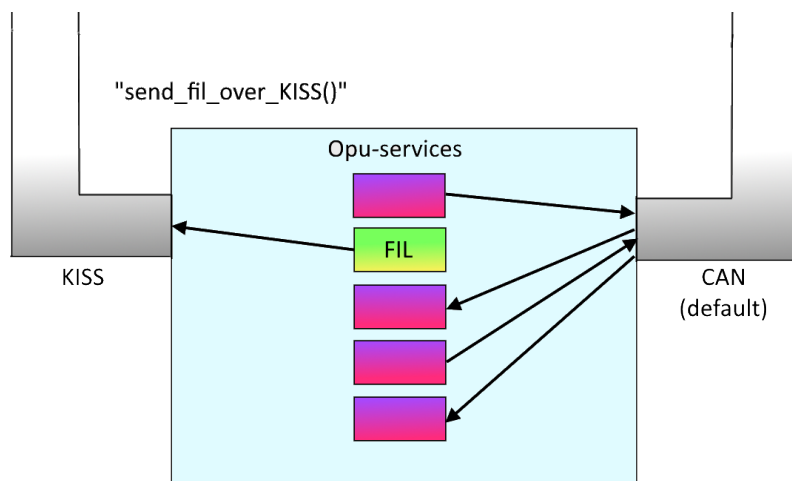 "send_fil_over_KISS()"
Opu-services
FIL
KISS
CAN
(default)